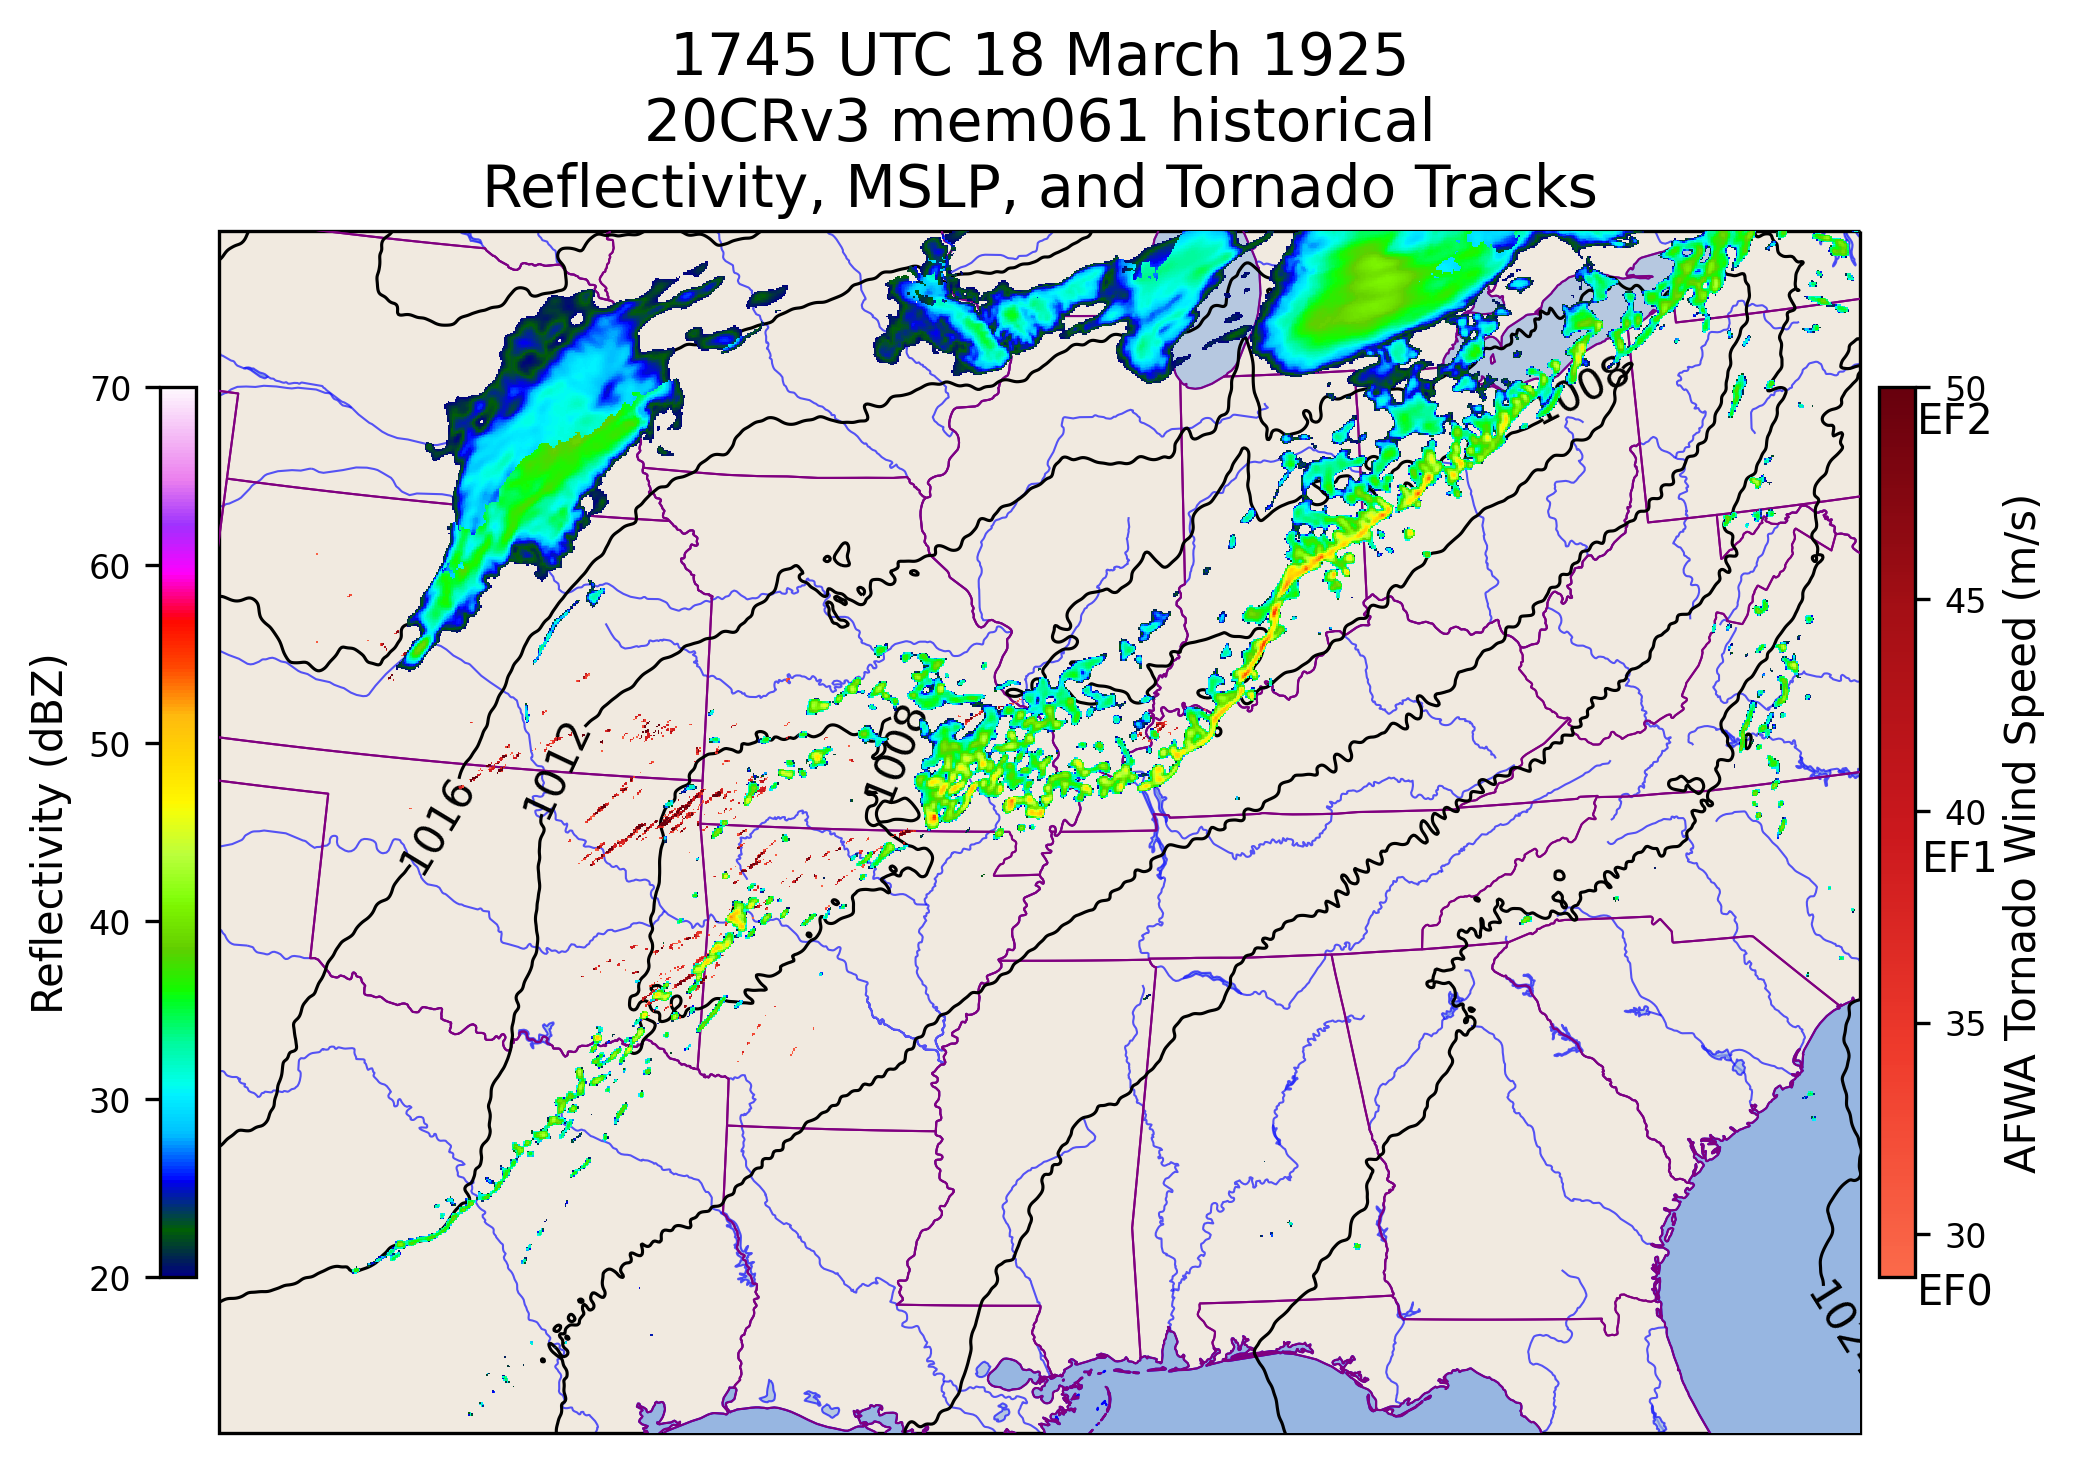 1745 UTC 18 March 1925
20CRv3 mem061 historical
Reflectivity, MSLP, and Tornado Tracks
70
60
50
40
30
20
Reflectivity (dBZ)
1008
1008
1012
1016
50
EF2
45
40
EF1
35
30
EF0
AFWA Tornado Wind Speed (m/s)